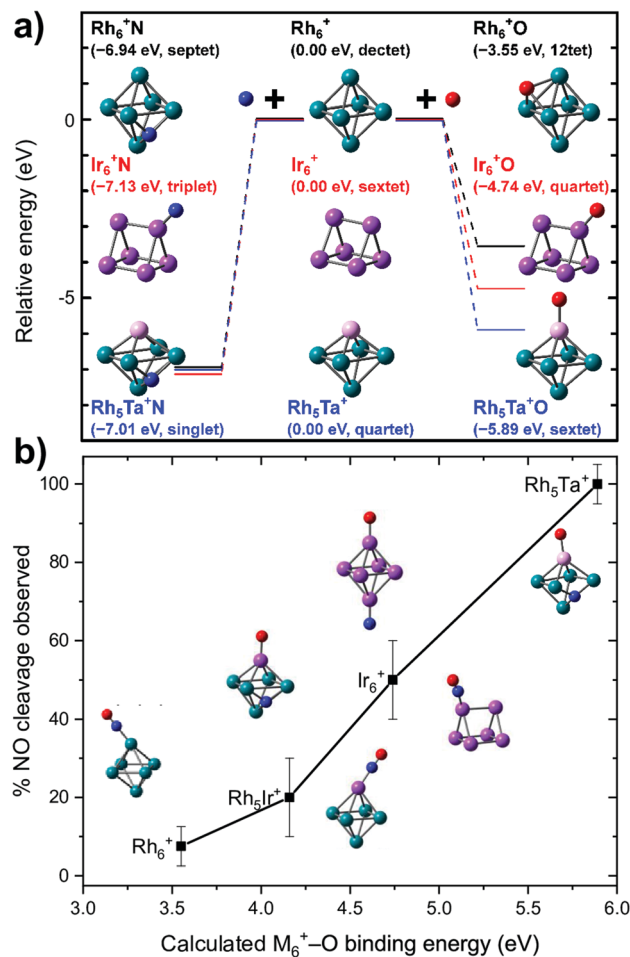 a)
Rh₆⁺N Rh₆⁺ Rh₆⁺O
(−6.94 eV, septet) (0.00 eV, dectet) (−3.55 eV, 12tet)
+ +
0
Ir₆⁺N Ir₆⁺ Ir₆⁺O
(−7.13 eV, triplet) (0.00 eV, sextet) (−4.74 eV, quartet)
Relative energy (eV)
-5
Rh₅Ta⁺N Rh₅Ta⁺ Rh₅Ta⁺O
(−7.01 eV, singlet) (0.00 eV, quartet) (−5.89 eV, sextet)
b)
100
Rh₅Ta⁺
80
60
Ir₆⁺
% NO cleavage observed
40
20
Rh₅Ir⁺
Rh₆⁺
0
3.0 3.5 4.0 4.5 5.0 5.5 6.0
Calculated M₆⁺–O binding energy (eV)